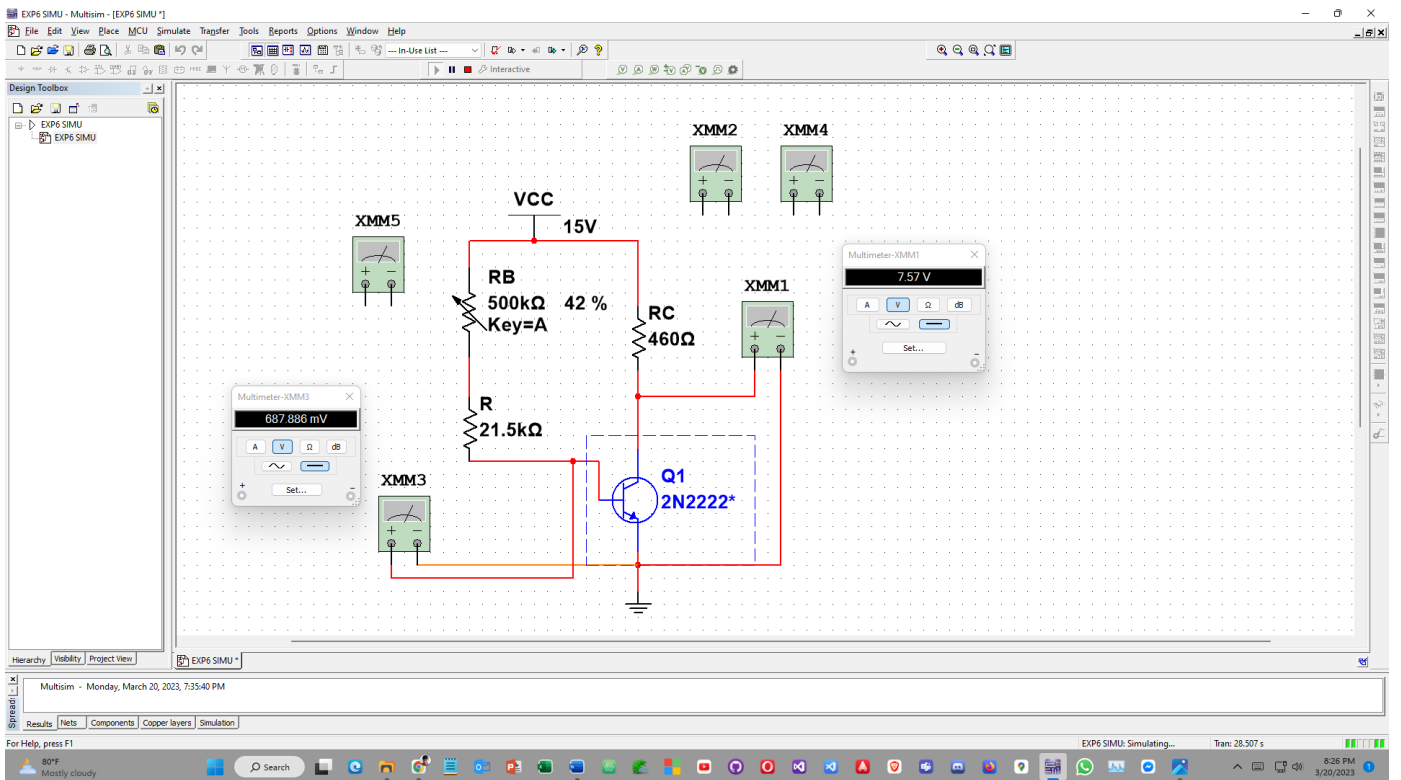 EXP6 SIMU - Multisim - [EXP6 SIMU *]
File Edit View Place MCU Simulate Transfer Tools Reports Options Window Help
--- In-Use List ---
Interactive
Design Toolbox
EXP6 SIMU
EXP6 SIMU
XMM2 XMM4
VCC
15V
XMM5
RB
500kΩ 42 %
Key=A
RC
460Ω
XMM1
Multimeter-XMM1
7.57 V
A V Ω dB
Set...
+ -
Multimeter-XMM3
687.886 mV
A V Ω dB
Set...
+ -
R
21.5kΩ
XMM3
Q1
2N2222*
Hierarchy Visibility Project View
EXP6 SIMU *
Multisim - Monday, March 20, 2023, 7:35:40 PM
Results Nets Components Copper layers Simulation
For Help, press F1
EXP6 SIMU: Simulating... Tran: 28.507 s
80°F
Mostly cloudy
Search
8:26 PM
3/20/2023
1